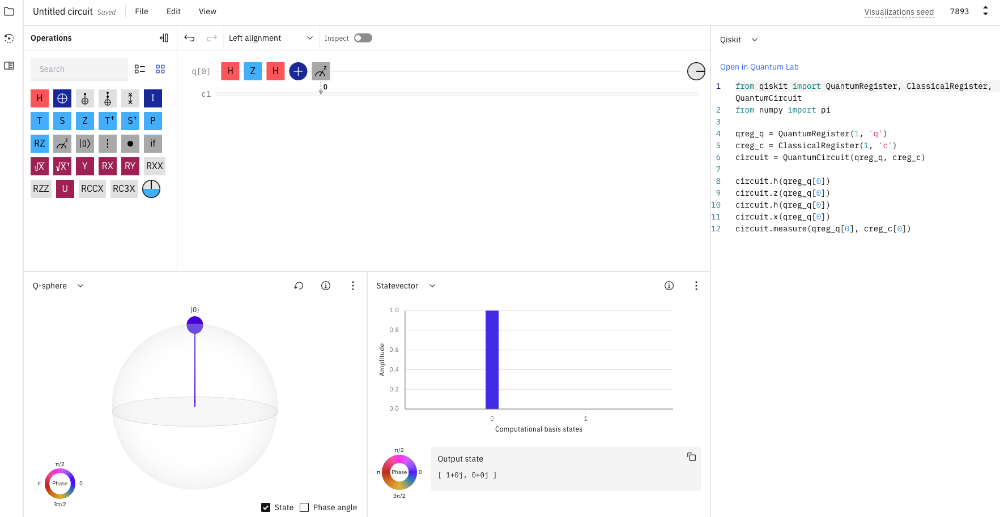 Untitled circuit Saved File Edit View Visualizations seed 7893
Operations Left alignment Inspect
Search
H I
T S Z T† S† P
RZ z |0⟩ if
√X √X† Y RX RY RXX
RZZ U RCCX RC3X
q[0] H Z H + z
0
c1
Qiskit
Open in Quantum Lab
1 from qiskit import QuantumRegister, ClassicalRegister,
QuantumCircuit
2 from numpy import pi
3
4 qreg_q = QuantumRegister(1, 'q')
5 creg_c = ClassicalRegister(1, 'c')
6 circuit = QuantumCircuit(qreg_q, creg_c)
7
8 circuit.h(qreg_q[0])
9 circuit.z(qreg_q[0])
10 circuit.h(qreg_q[0])
11 circuit.x(qreg_q[0])
12 circuit.measure(qreg_q[0], creg_c[0])
Q-sphere
|0⟩
π/2
π Phase 0
3π/2
State Phase angle
Statevector
1.0
0.8
0.6
0.4
0.2
0.0
Amplitude
0 1
Computational basis states
π/2
π Phase 0
3π/2
Output state
[ 1+0j, 0+0j ]